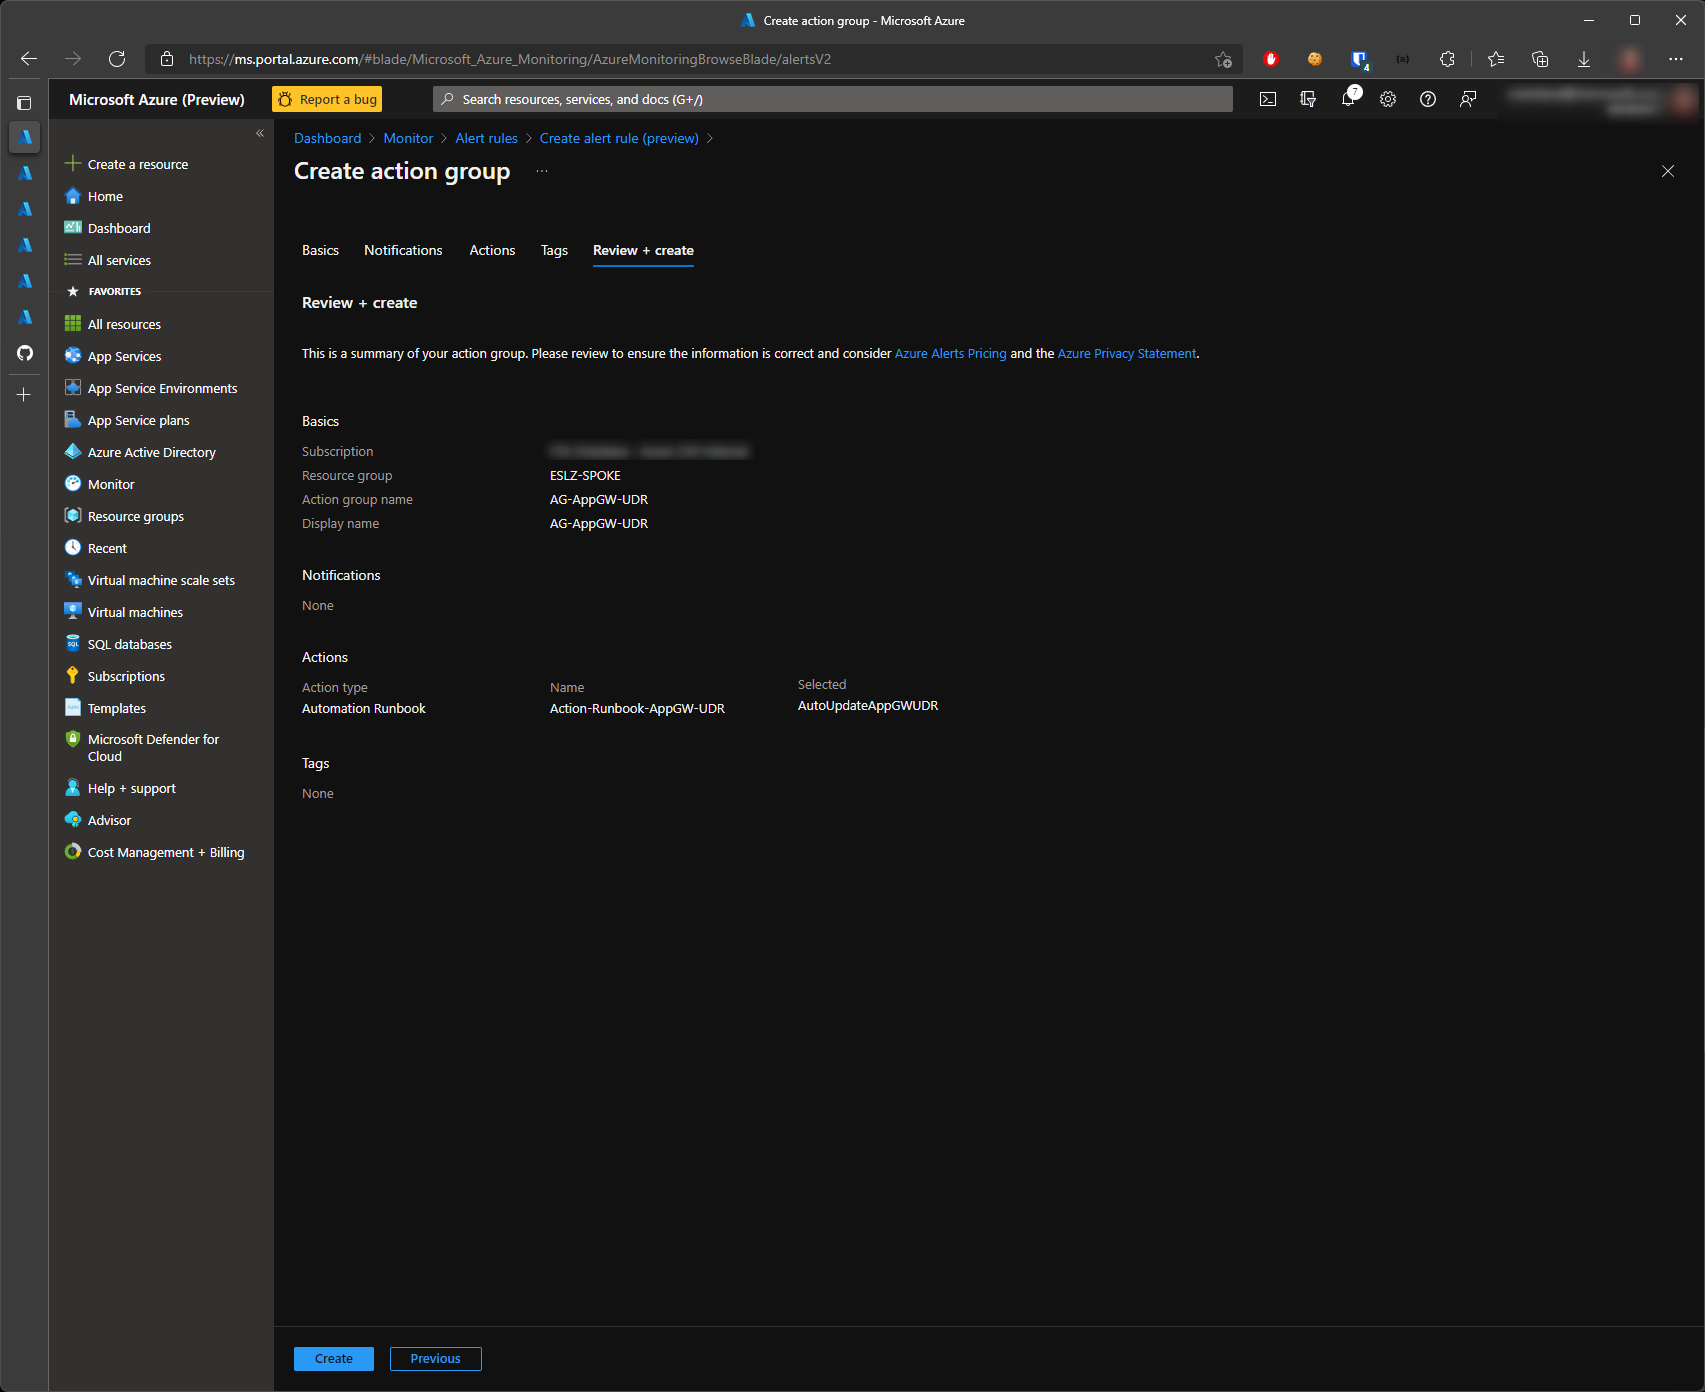 Create action group - Microsoft Azure
https://ms.portal.azure.com/#blade/Microsoft_Azure_Monitoring/AzureMonitoringBrowseBlade/alertsV2
4
Microsoft Azure (Preview)
Report a bug
Search resources, services, and docs (G+/)
7
Dashboard > Monitor > Alert rules > Create alert rule (preview) >
Create action group ...
Create a resource
Home
Dashboard
All services
FAVORITES
All resources
App Services
App Service Environments
App Service plans
Azure Active Directory
Monitor
Resource groups
Recent
Virtual machine scale sets
Virtual machines
SQL databases
Subscriptions
Templates
Microsoft Defender for
Cloud
Help + support
Advisor
Cost Management + Billing
Basics Notifications Actions Tags Review + create
Review + create
This is a summary of your action group. Please review to ensure the information is correct and consider Azure Alerts Pricing and the Azure Privacy Statement.
Basics
Subscription
Resource group ESLZ-SPOKE
Action group name AG-AppGW-UDR
Display name AG-AppGW-UDR
Notifications
None
Actions
Action type Name Selected
Automation Runbook Action-Runbook-AppGW-UDR AutoUpdateAppGWUDR
Tags
None
Create Previous